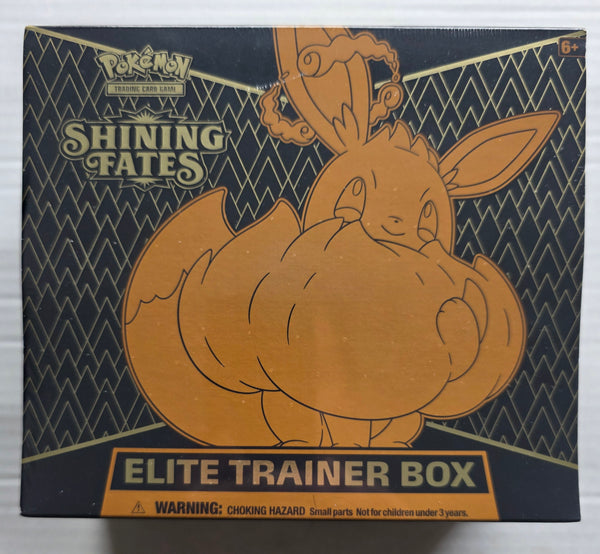 POKéMON
TRADING CARD GAME
6+
SHINING
FATES
ELITE TRAINER BOX
WARNING: CHOKING HAZARD Small parts Not for children under 3 years.